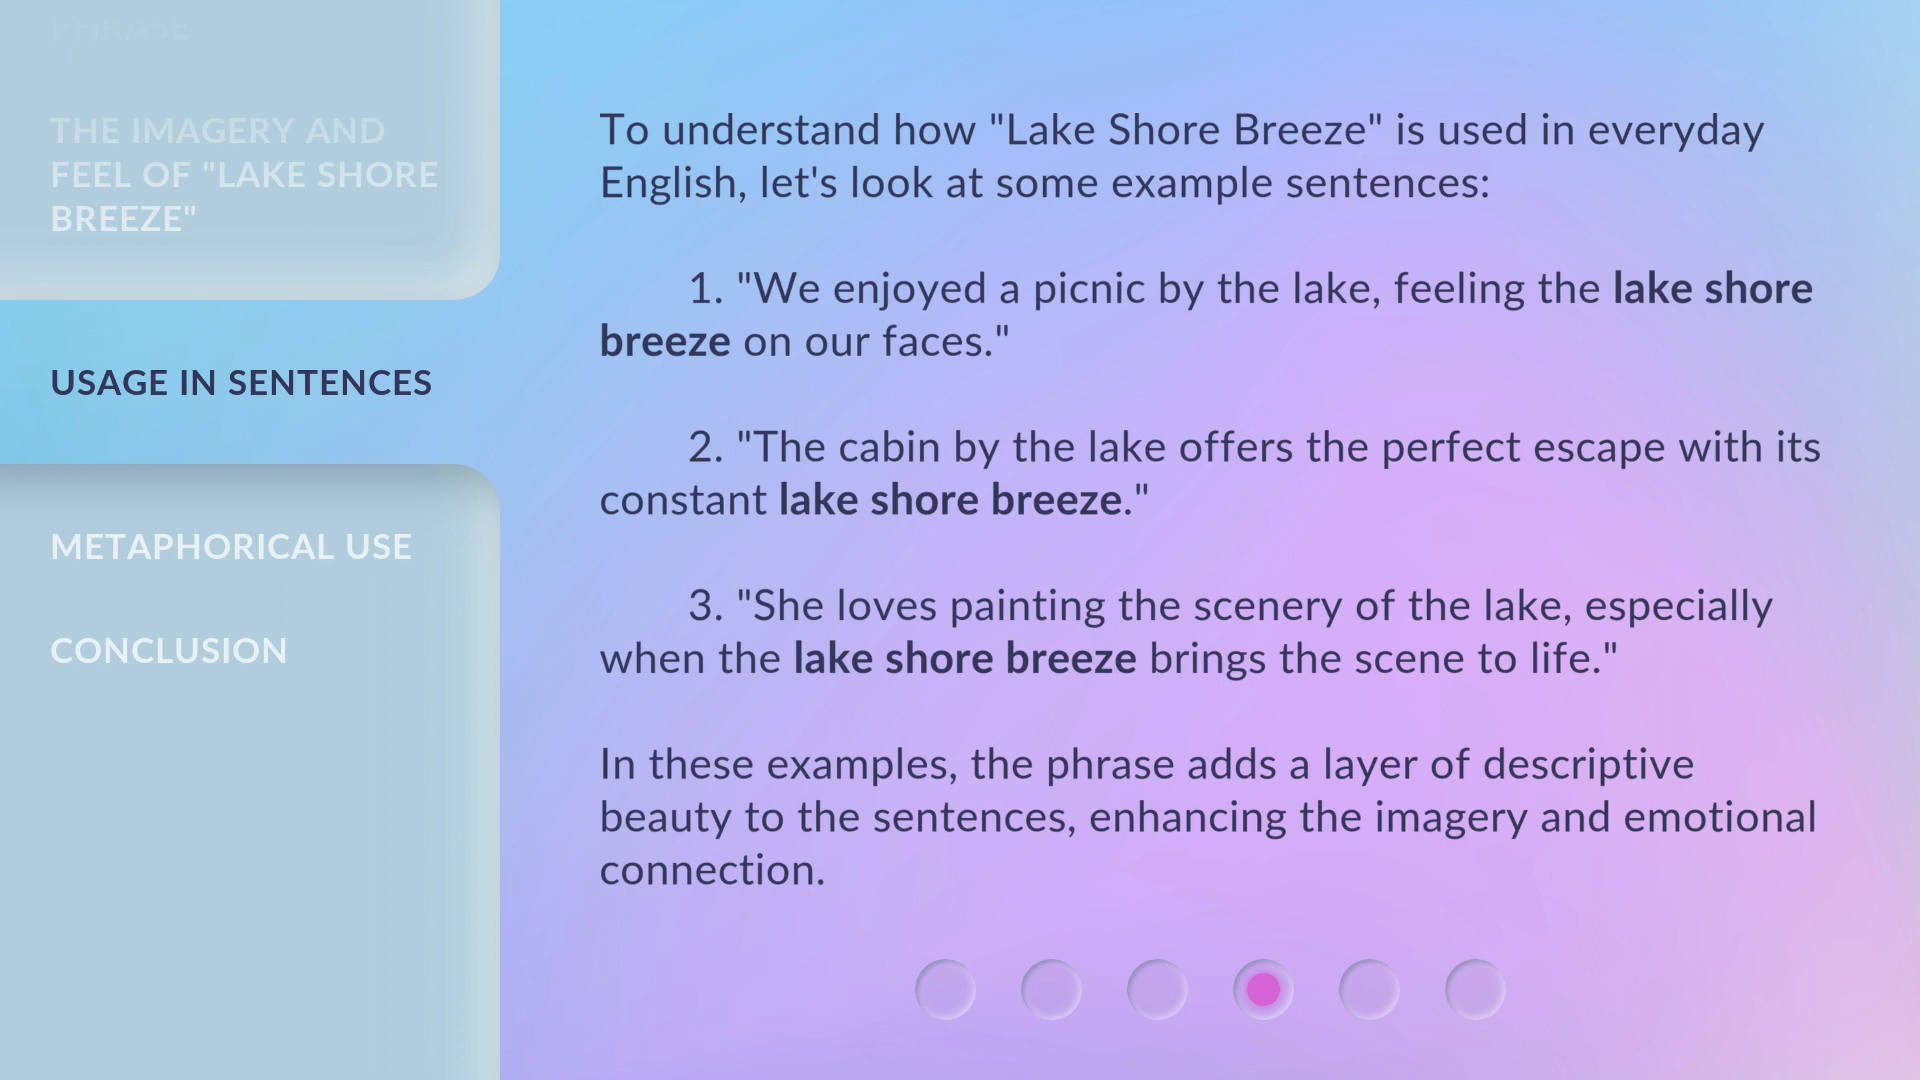 PHRASE
THE IMAGERY AND
FEEL OF "LAKE SHORE
BREEZE"
USAGE IN SENTENCES
METAPHORICAL USE
CONCLUSION
To understand how "Lake Shore Breeze" is used in everyday
English, let's look at some example sentences:
1. "We enjoyed a picnic by the lake, feeling the lake shore
breeze on our faces."
2. "The cabin by the lake offers the perfect escape with its
constant lake shore breeze."
3. "She loves painting the scenery of the lake, especially
when the lake shore breeze brings the scene to life."
In these examples, the phrase adds a layer of descriptive
beauty to the sentences, enhancing the imagery and emotional
connection.